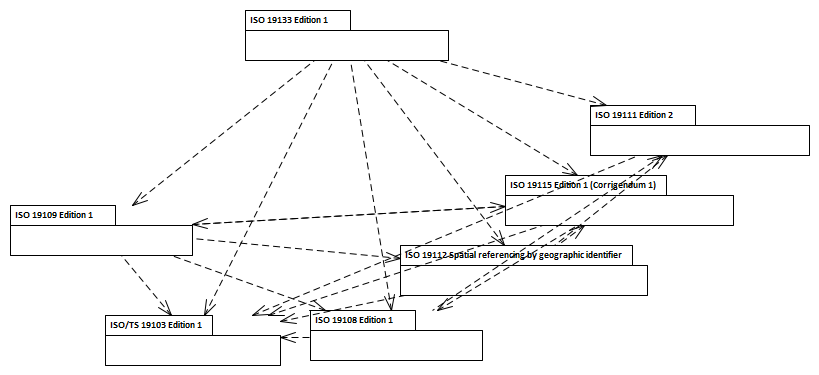 ISO 19133 Edition 1
ISO 19111 Edition 2
ISO 19115 Edition 1 (Corrigendum 1)
ISO 19109 Edition 1
ISO 19112 Spatial referencing by geographic identifier
ISO/TS 19103 Edition 1
ISO 19108 Edition 1